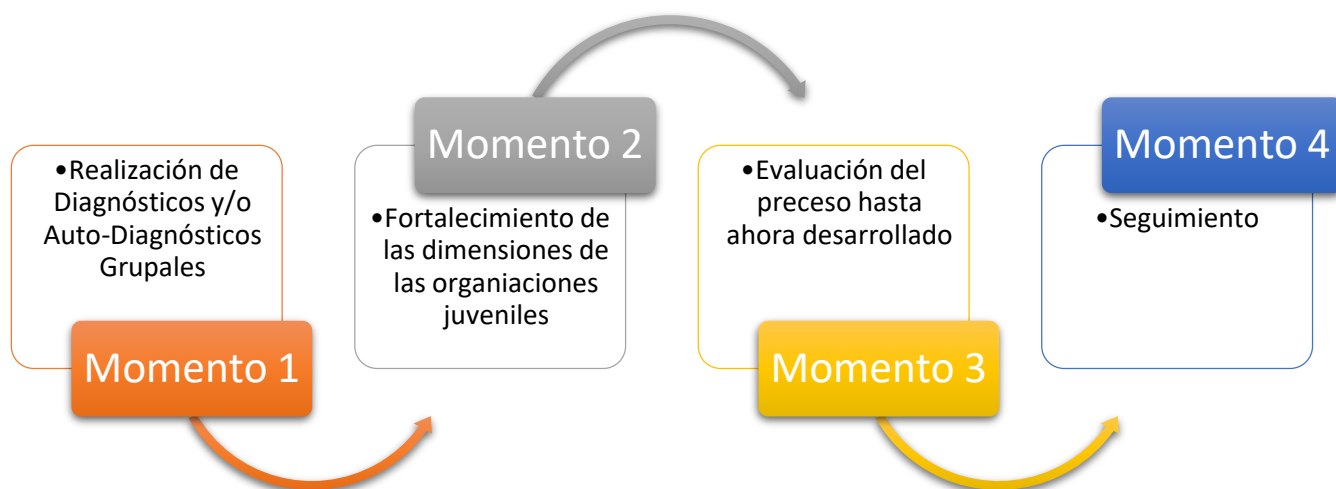 •Realización de
Diagnósticos y/o
Auto-Diagnósticos
Grupales
Momento 1
Momento 2
•Fortalecimiento de
las dimensiones de
las organiaciones
juveniles
•Evaluación del
preceso hasta
ahora desarrollado
Momento 3
Momento 4
•Seguimiento